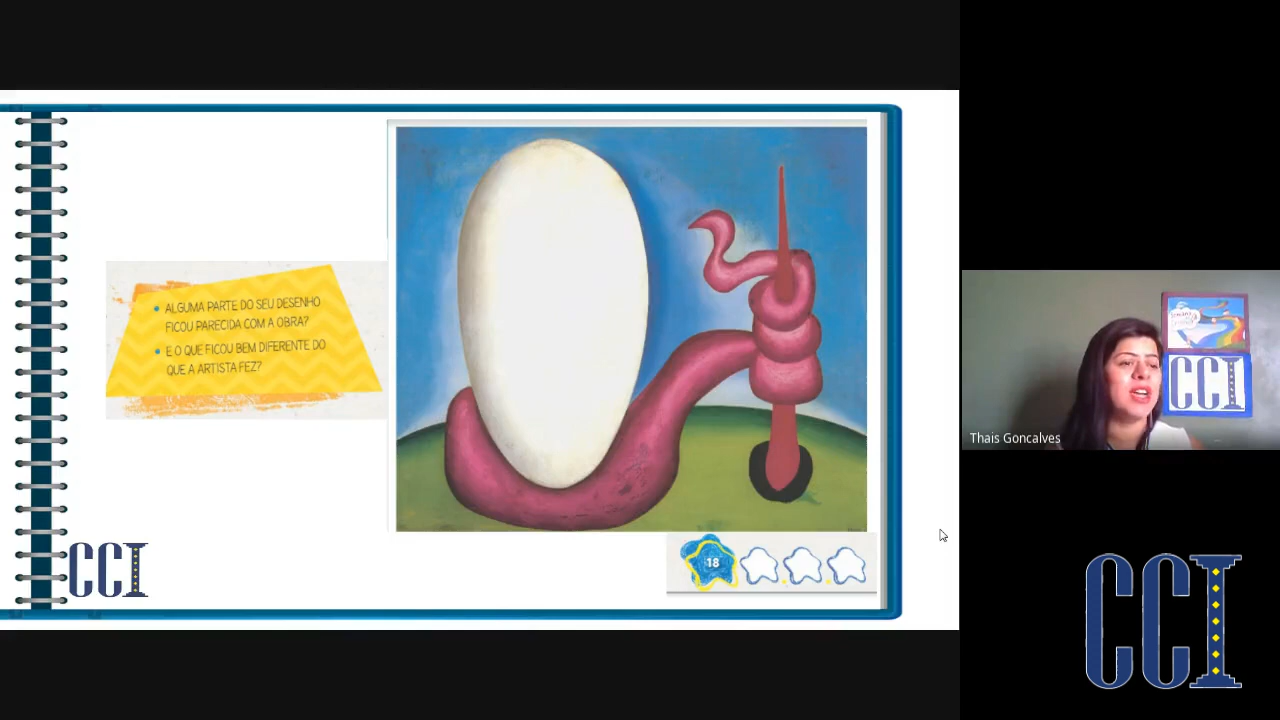 ALGUMA PARTE DO SEU DESENHO
FICOU PARECIDA COM A OBRA?
E O QUE FICOU BEM DIFERENTE DO
QUE A ARTISTA FEZ?
18
CCI
CCI
Thais Goncalves
CCI